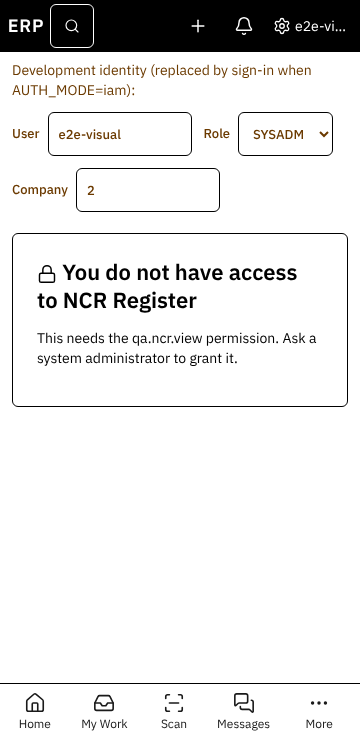 ERP
e2e-vi...
Development identity (replaced by sign-in when
AUTH_MODE=iam):
User e2e-visual Role SYSADM
Company 2
You do not have access
to NCR Register
This needs the qa.ncr.view permission. Ask a
system administrator to grant it.
Home My Work Scan Messages More